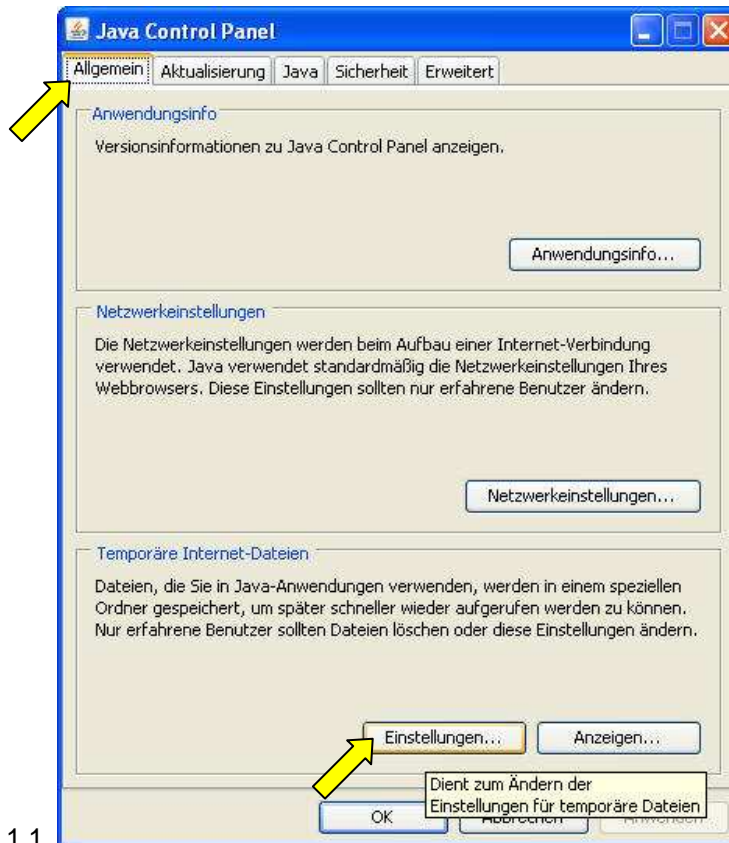 Java Control Panel
Allgemein Aktualisierung Java Sicherheit Erweitert
Anwendungsinfo
Versionsinformationen zu Java Control Panel anzeigen.
Anwendungsinfo...
Netzwerkeinstellungen
Die Netzwerkeinstellungen werden beim Aufbau einer Internet-Verbindung
verwendet. Java verwendet standardmäßig die Netzwerkeinstellungen Ihres
Webbrowsers. Diese Einstellungen sollten nur erfahrene Benutzer ändern.
Netzwerkeinstellungen...
Temporäre Internet-Dateien
Dateien, die Sie in Java-Anwendungen verwenden, werden in einem speziellen
Ordner gespeichert, um später schneller wieder aufgerufen werden zu können.
Nur erfahrene Benutzer sollten Dateien löschen oder diese Einstellungen ändern.
Einstellungen... Anzeigen...
Dient zum Ändern der
Einstellungen für temporäre Dateien
OK Abbrechen Anwenden
1.1